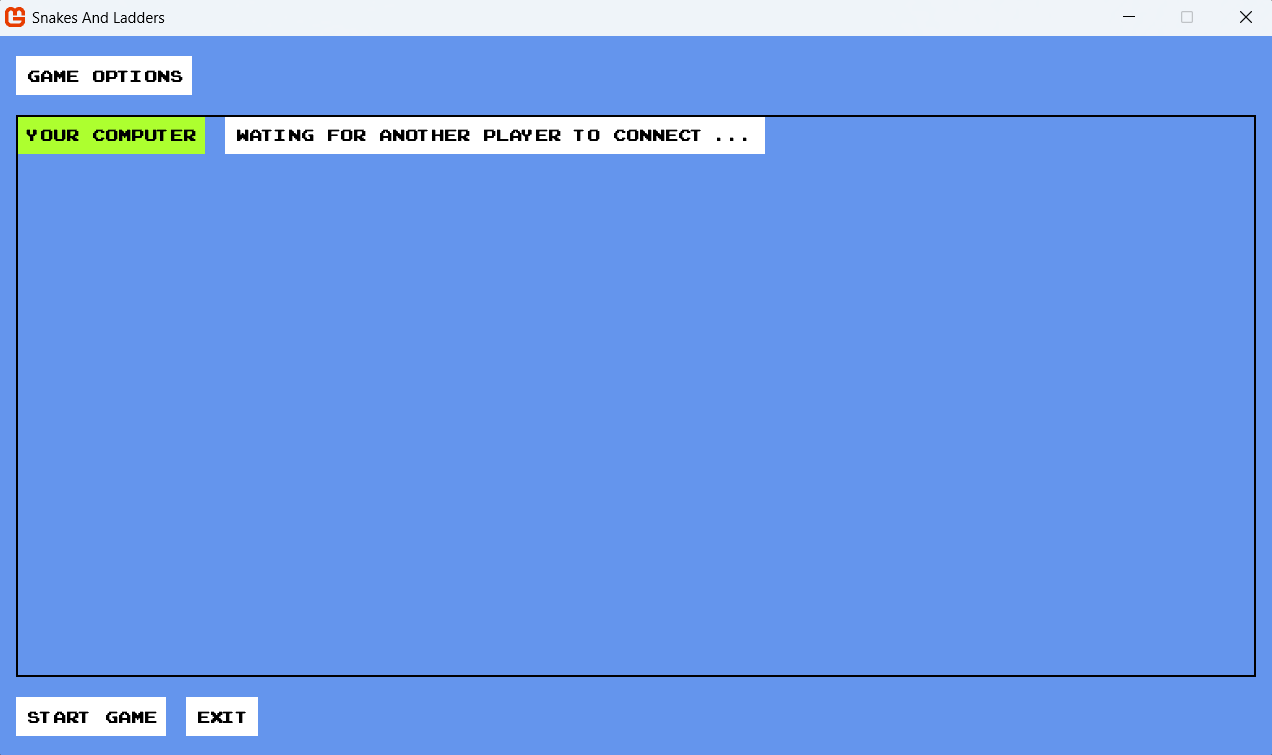 Snakes And Ladders
GAME OPTIONS
YOUR COMPUTER WATING FOR ANOTHER PLAYER TO CONNECT ...
START GAME EXIT